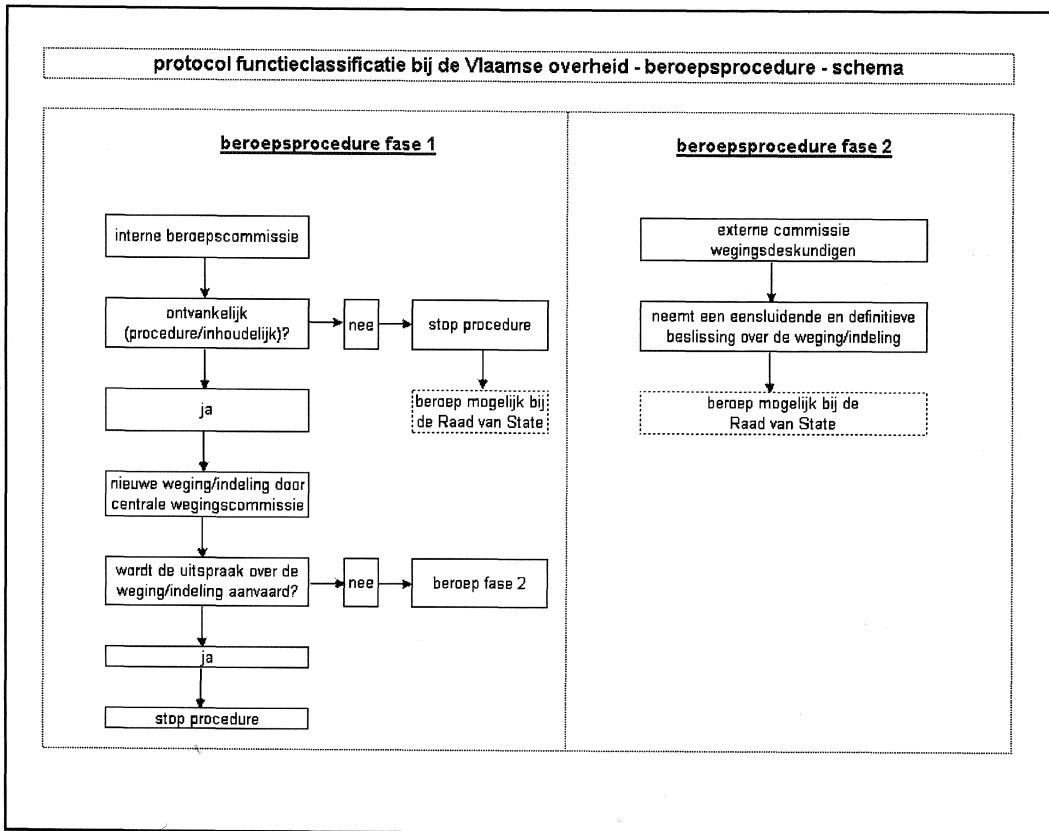 protocol functieclassificatie bij de Vlaamse overheid - beroepsprocedure - schema
beroepsprocedure fase 1
interne beroepscommissie
ontvankelijk
(procedure/inhoudelijk)?
nee
stop procedure
beroep mogelijk bij
de Raad van State
ja
nieuwe weging/indeling door
centrale wegingscommissie
wordt de uitspraak over de
weging/indeling aanvaard?
nee
beroep fase 2
ja
stop procedure
beroepsprocedure fase 2
externe commissie
wegingsdeskundigen
neemt een eensluidende en definitieve
beslissing over de weging/indeling
beroep mogelijk bij de
Raad van State